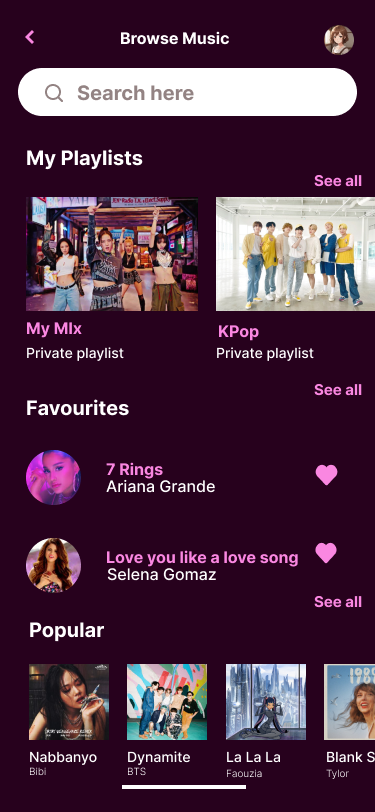 Browse Music
Search here
My Playlists
See all
My MIx
KPop
Private playlist
Private playlist
See all
Favourites
7 Rings
Ariana Grande
Love you like a love song
Selena Gomaz
See all
Popular
Nabbanyo
Dynamite
La La La
Blank S
Bibi
BTS
Faouzia
Tylor